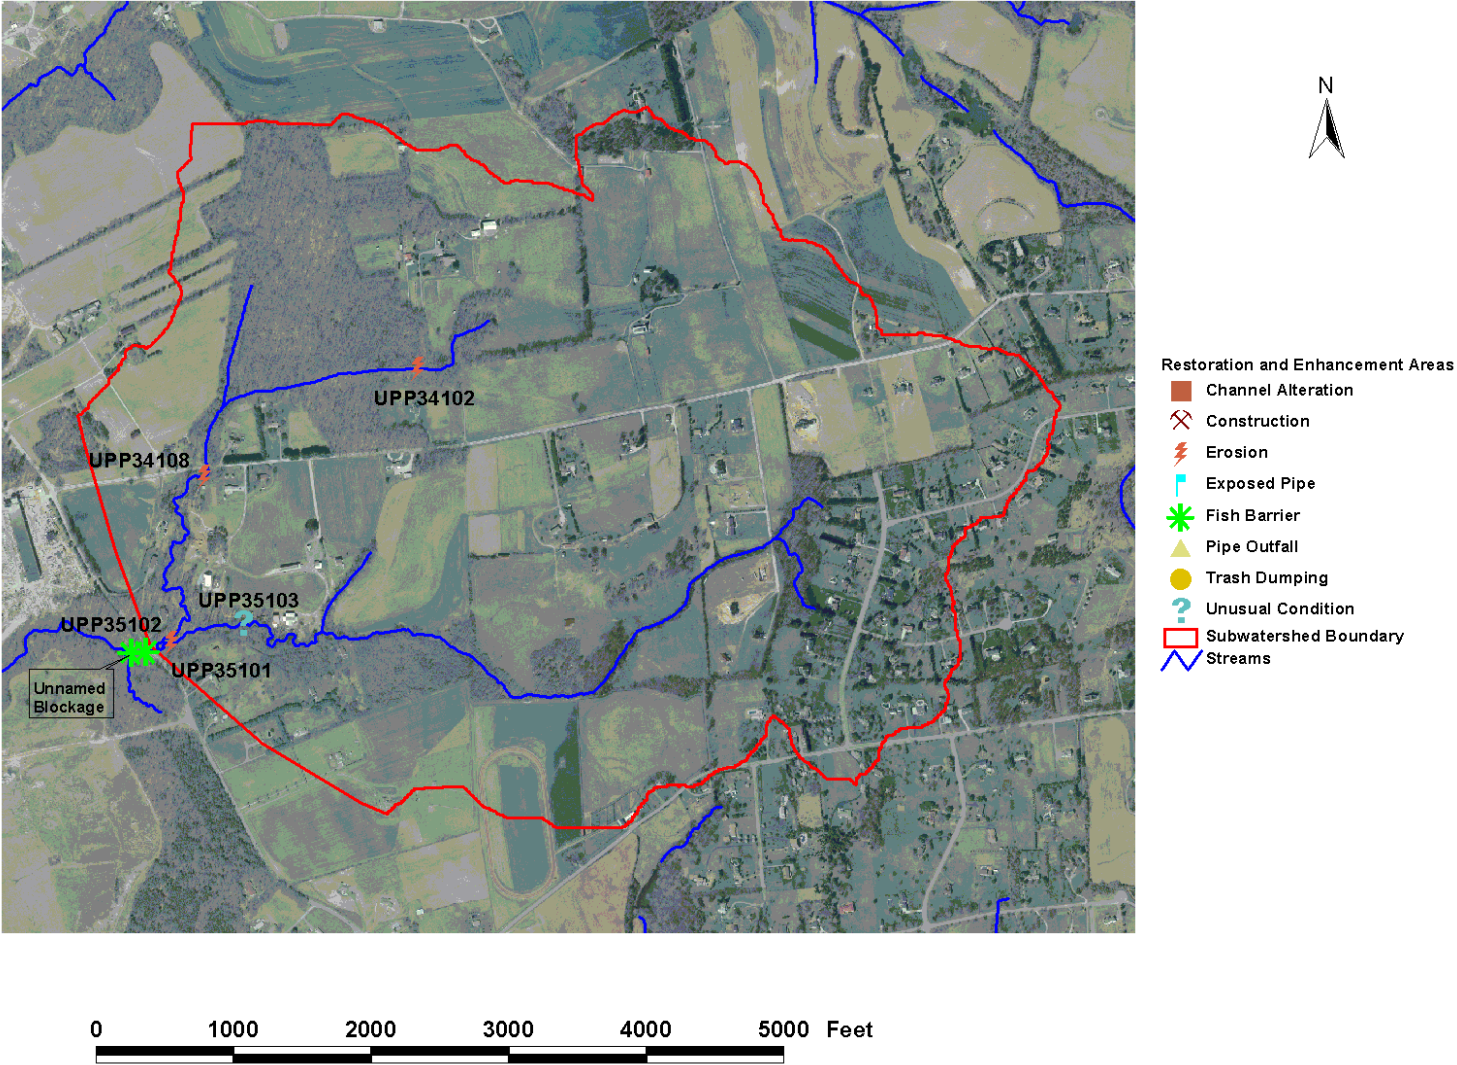 N
UPP34102
UPP34108
UPP35103
UPP35102
UPP35101
Unnamed
Blockage
Restoration and Enhancement Areas
Channel Alteration
Construction
Erosion
Exposed Pipe
Fish Barrier
Pipe Outfall
Trash Dumping
? Unusual Condition
Subwatershed Boundary
Streams
0 1000 2000 3000 4000 5000 Feet